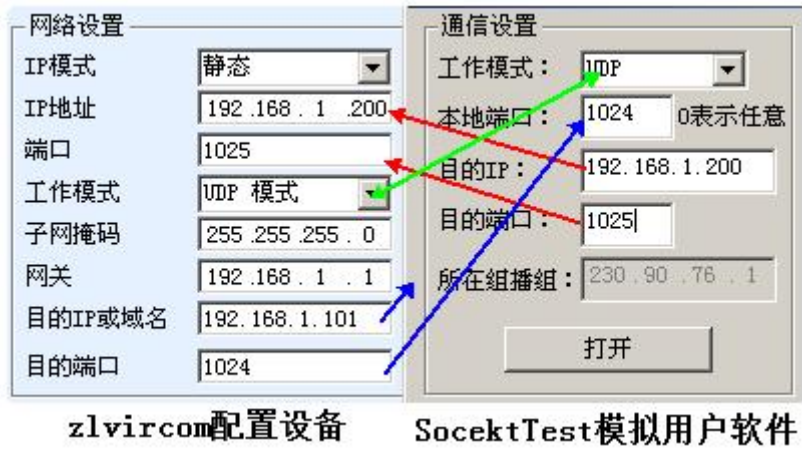 网络设置
IP模式 静态
IP地址 192 .168 . 1 .200
端口 1025
工作模式 UDP 模式
子网掩码 255 .255 .255 . 0
网关 192 .168 . 1 . 1
目的IP或域名 192.168.1.101
目的端口 1024
zlvircom配置设备
通信设置
工作模式： UDP
本地端口： 1024 0表示任意
目的IP： 192.168.1.200
目的端口： 1025
所在组播组： 230 .90 .76 . 1
打开
SocektTest模拟用户软件